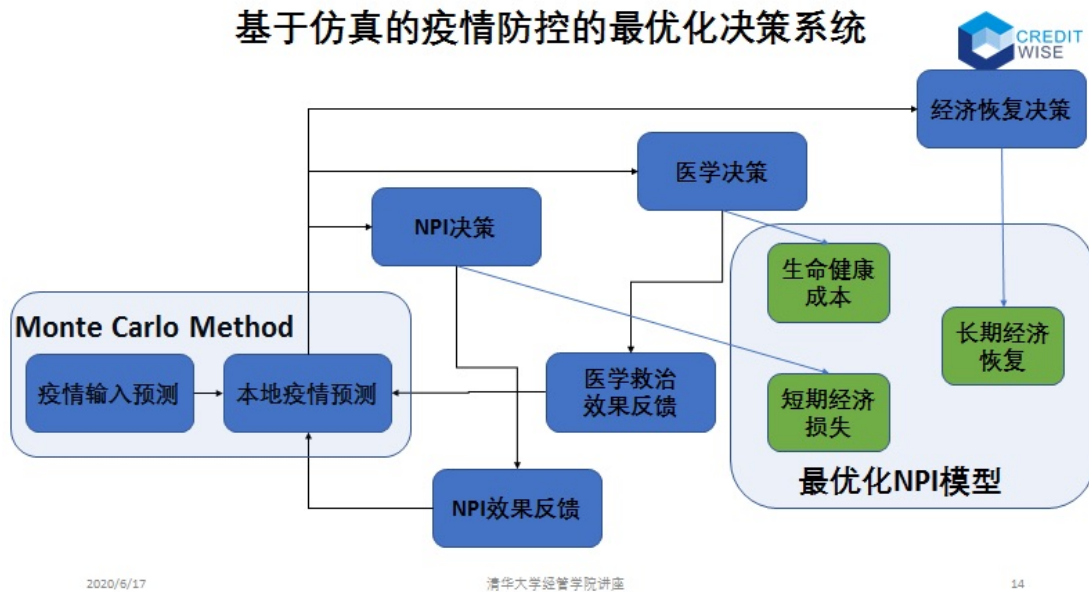 基于仿真的疫情防控的最优化决策系统
CREDIT
WISE
经济恢复决策
医学决策
NPI决策
生命健康
成本
Monte Carlo Method
长期经济
恢复
疫情输入预测
本地疫情预测
医学救治
效果反馈
短期经济
损失
最优化NPI模型
NPI效果反馈
2020/6/17
清华大学经管学院讲座
14